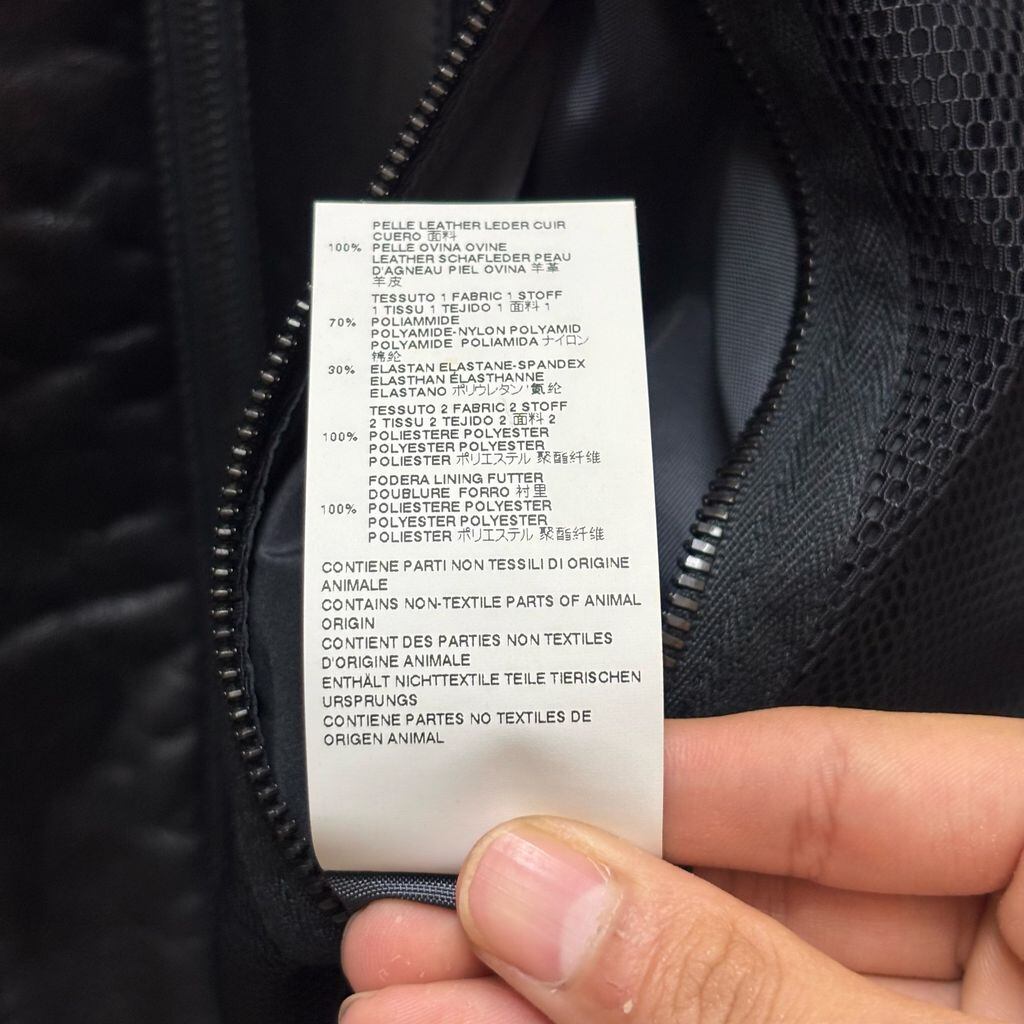 PELLE LEATHER LEDER CUIR
CUERO 面料
100% PELLE OVINA OVINE
LEATHER SCHAFLEDER PEAU
D'AGNEAU PIEL OVINA 羊革
羊皮
TESSUTO 1 FABRIC 1 STOFF
1 TISSU 1 TEJIDO 1 面料 1
70% POLIAMMIDE
POLYAMIDE-NYLON POLYAMID
POLYAMIDE POLIAMIDA ナイロン
锦纶
30% ELASTAN ELASTANE-SPANDEX
ELASTHAN ÉLASTHANNE
ELASTANO ポリウレタン 氨纶
TESSUTO 2 FABRIC 2 STOFF
2 TISSU 2 TEJIDO 2 面料 2
100% POLIESTERE POLYESTER
POLYESTER POLYESTER
POLIESTER ポリエステル 聚酯纤维
FODERA LINING FUTTER
DOUBLURE FORRO 衬里
100% POLIESTERE POLYESTER
POLYESTER POLYESTER
POLIESTER ポリエステル 聚酯纤维
CONTIENE PARTI NON TESSILI DI ORIGINE
ANIMALE
CONTAINS NON-TEXTILE PARTS OF ANIMAL
ORIGIN
CONTIENT DES PARTIES NON TEXTILES
D'ORIGINE ANIMALE
ENTHÄLT NICHTTEXTILE TEILE TIERISCHEN
URSPRUNGS
CONTIENE PARTES NO TEXTILES DE
ORIGEN ANIMAL